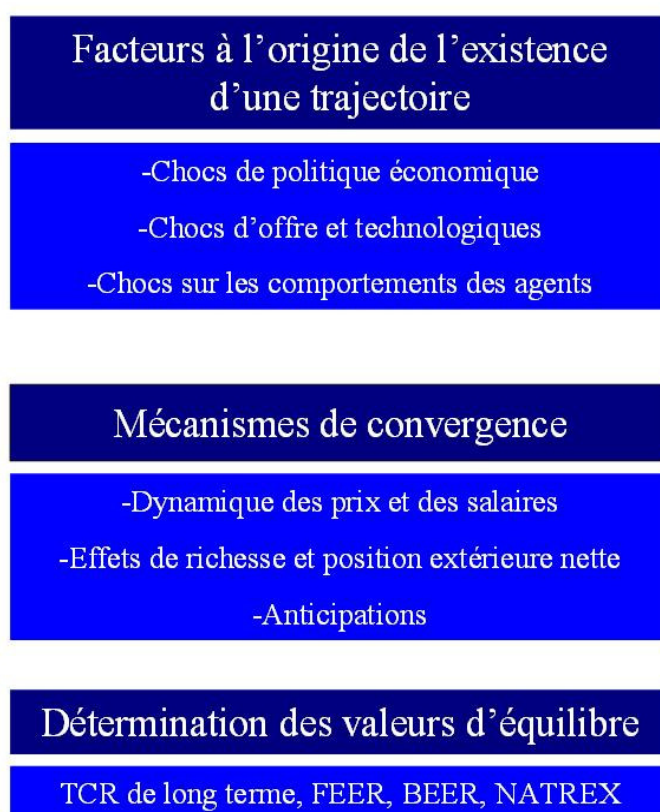 Facteurs à l’origine de l’existence
d’une trajectoire
-Chocs de politique économique
-Chocs d’offre et technologiques
-Chocs sur les comportements des agents
Mécanismes de convergence
-Dynamique des prix et des salaires
-Effets de richesse et position extérieure nette
-Anticipations
Détermination des valeurs d’équilibre
TCR de long terme, FEER, BEER, NATREX